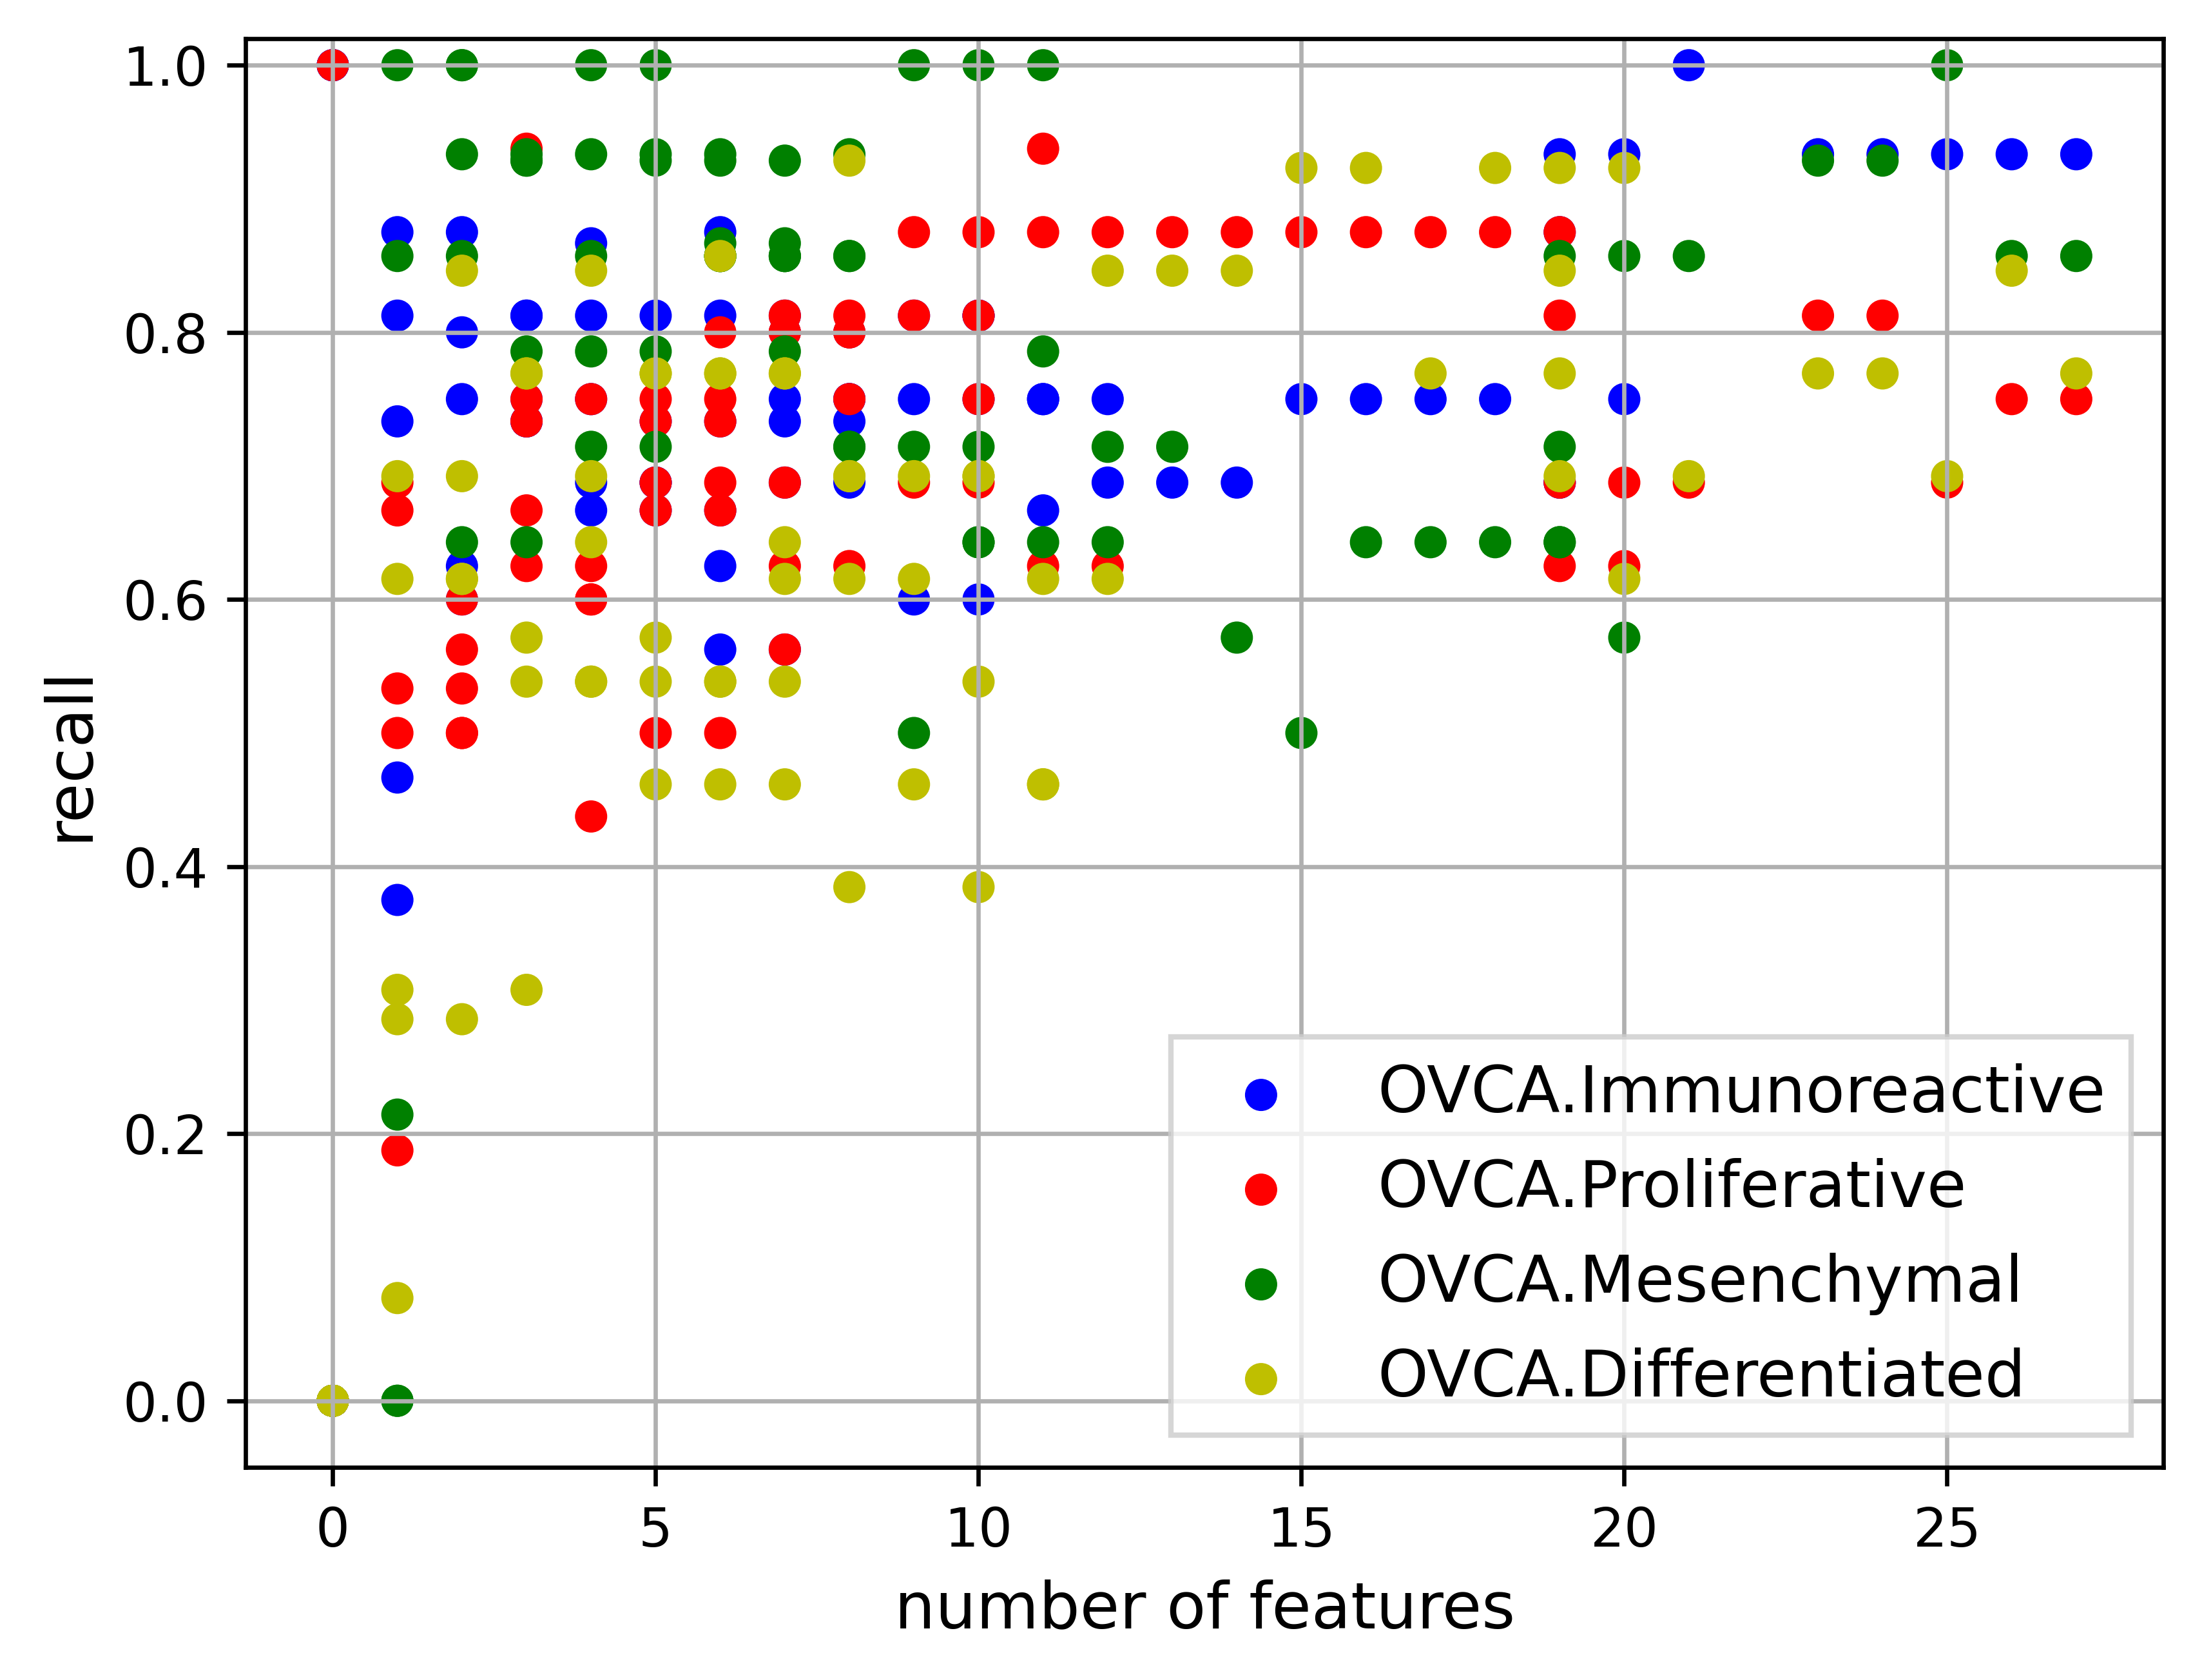 1.0
0.8
0.6
0.4
0.2
0.0
recall
0 5 10 15 20 25
number of features
OVCA.Immunoreactive
OVCA.Proliferative
OVCA.Mesenchymal
OVCA.Differentiated